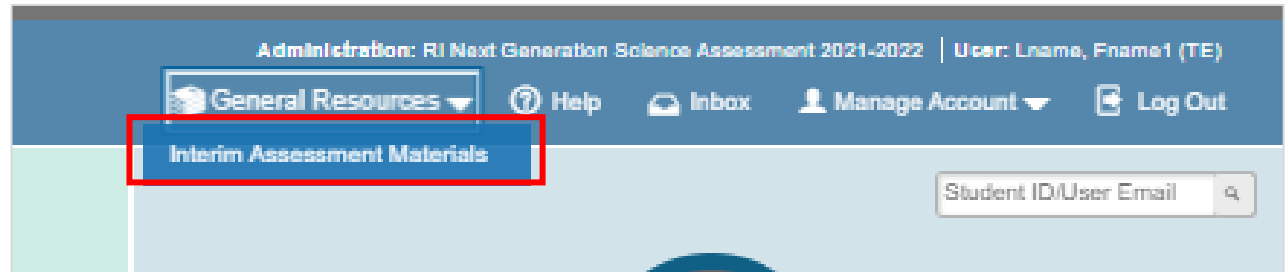 Administration: RI Next Generation Science Assessment 2021-2022 | User: Lname, Fname1 (TE)
General Resources Help Inbox Manage Account Log Out
Interim Assessment Materials
Student ID/User Email